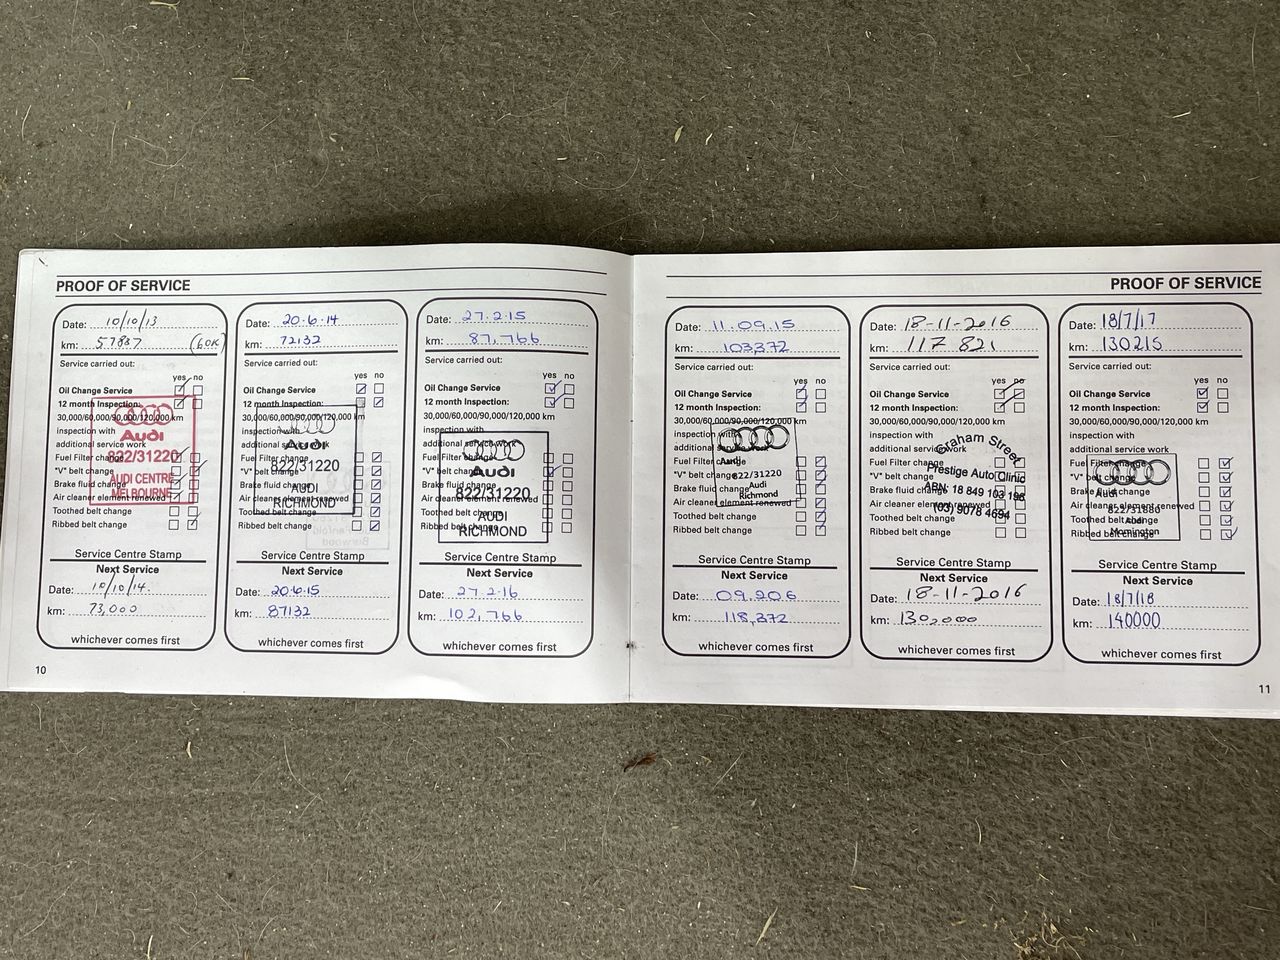 PROOF OF SERVICE
Date: 10/10/13
km: 57887 (60K)
Service carried out:
yes no
Oil Change Service
12 month Inspection:
30,000/60,000/90,000/120,000 km
inspection with
additional service work
Fuel Filter change
"V" belt change
Brake fluid change
Air cleaner element renewed
Toothed belt change
Ribbed belt change
Audi
822/31220
AUDI CENTRE
MELBOURNE
Service Centre Stamp
Next Service
Date: 10/10/14.
km: 73,000
whichever comes first
Date: 20·6·14
km: 72132
Service carried out:
yes no
Oil Change Service
12 month Inspection:
30,000/60,000/90,000/120,000 km
inspection with
additional service work
Fuel Filter change
"V" belt change
Brake fluid change
Air cleaner element renewed
Toothed belt change
Ribbed belt change
Audi
822/31220
AUDI
RICHMOND
Service Centre Stamp
Next Service
Date: 20·6·15
km: 87132
whichever comes first
Date: 27.2.15
km: 87,766
Service carried out:
yes no
Oil Change Service
12 month Inspection:
30,000/60,000/90,000/120,000 km
inspection with
additional service work
Fuel Filter change
"V" belt change
Brake fluid change
Air cleaner element renewed
Toothed belt change
Ribbed belt change
Audi
822/31220
AUDI
RICHMOND
Service Centre Stamp
Next Service
Date: 27·2·16
km: 102,766
whichever comes first
10
PROOF OF SERVICE
Date: 11.09.15
km: 103,372
Service carried out:
yes no
Oil Change Service
12 month Inspection:
30,000/60,000/90,000/120,000 km
inspection with
additional service work
Fuel Filter change
"V" belt change
Brake fluid change
Air cleaner element renewed
Toothed belt change
Ribbed belt change
Audi
822/31220
Audi
Richmond
Service Centre Stamp
Next Service
Date: 09.20.6
km: 118,372
whichever comes first
Date: 18-11-2016
km: 117 821
Service carried out:
yes no
Oil Change Service
12 month Inspection:
30,000/60,000/90,000/120,000 km
inspection with
additional service work
Fuel Filter change
"V" belt change
Brake fluid change
Air cleaner element renewed
Toothed belt change
Ribbed belt change
Graham Street
Prestige Auto Clinic
ABN: 18 849 103 196
(03) 9078 4694
Service Centre Stamp
Next Service
Date: 18-11-2016
km: 130,000
whichever comes first
Date: 18/7/17
km: 130215
Service carried out:
yes no
Oil Change Service
12 month Inspection:
30,000/60,000/90,000/120,000 km
inspection with
additional service work
Fuel Filter change
"V" belt change
Brake fluid change
Air cleaner element renewed
Toothed belt change
Ribbed belt change
Audi
Audi
Mornington
Service Centre Stamp
Next Service
Date: 18/7/18
km: 140000
whichever comes first
11